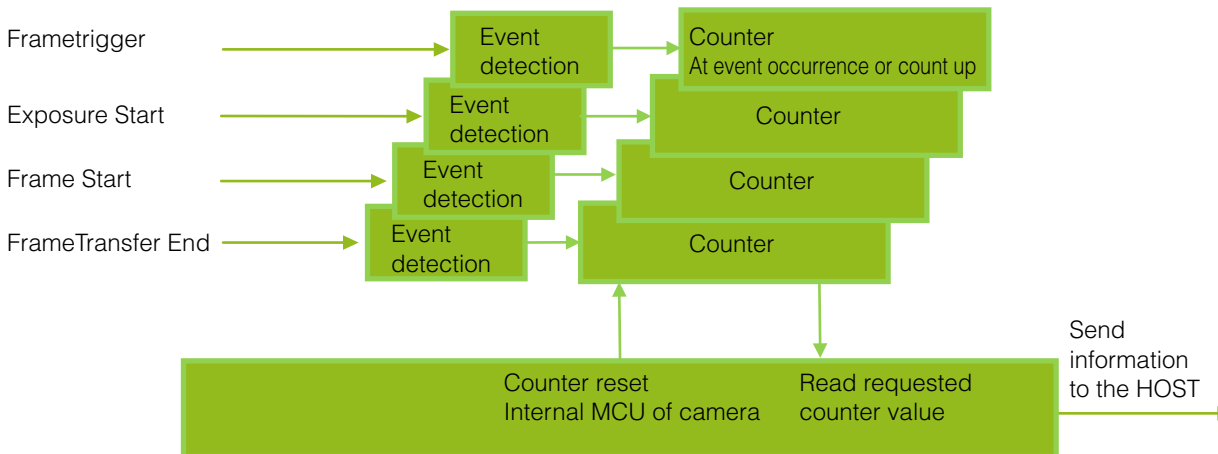 Frametrigger
Event
detection
Counter
At event occurrence or count up
Exposure Start
Event
detection
Counter
Frame Start
Event
detection
Counter
FrameTransfer End
Event
detection
Counter
Send
information
to the HOST
Counter reset
Internal MCU of camera
Read requested
counter value